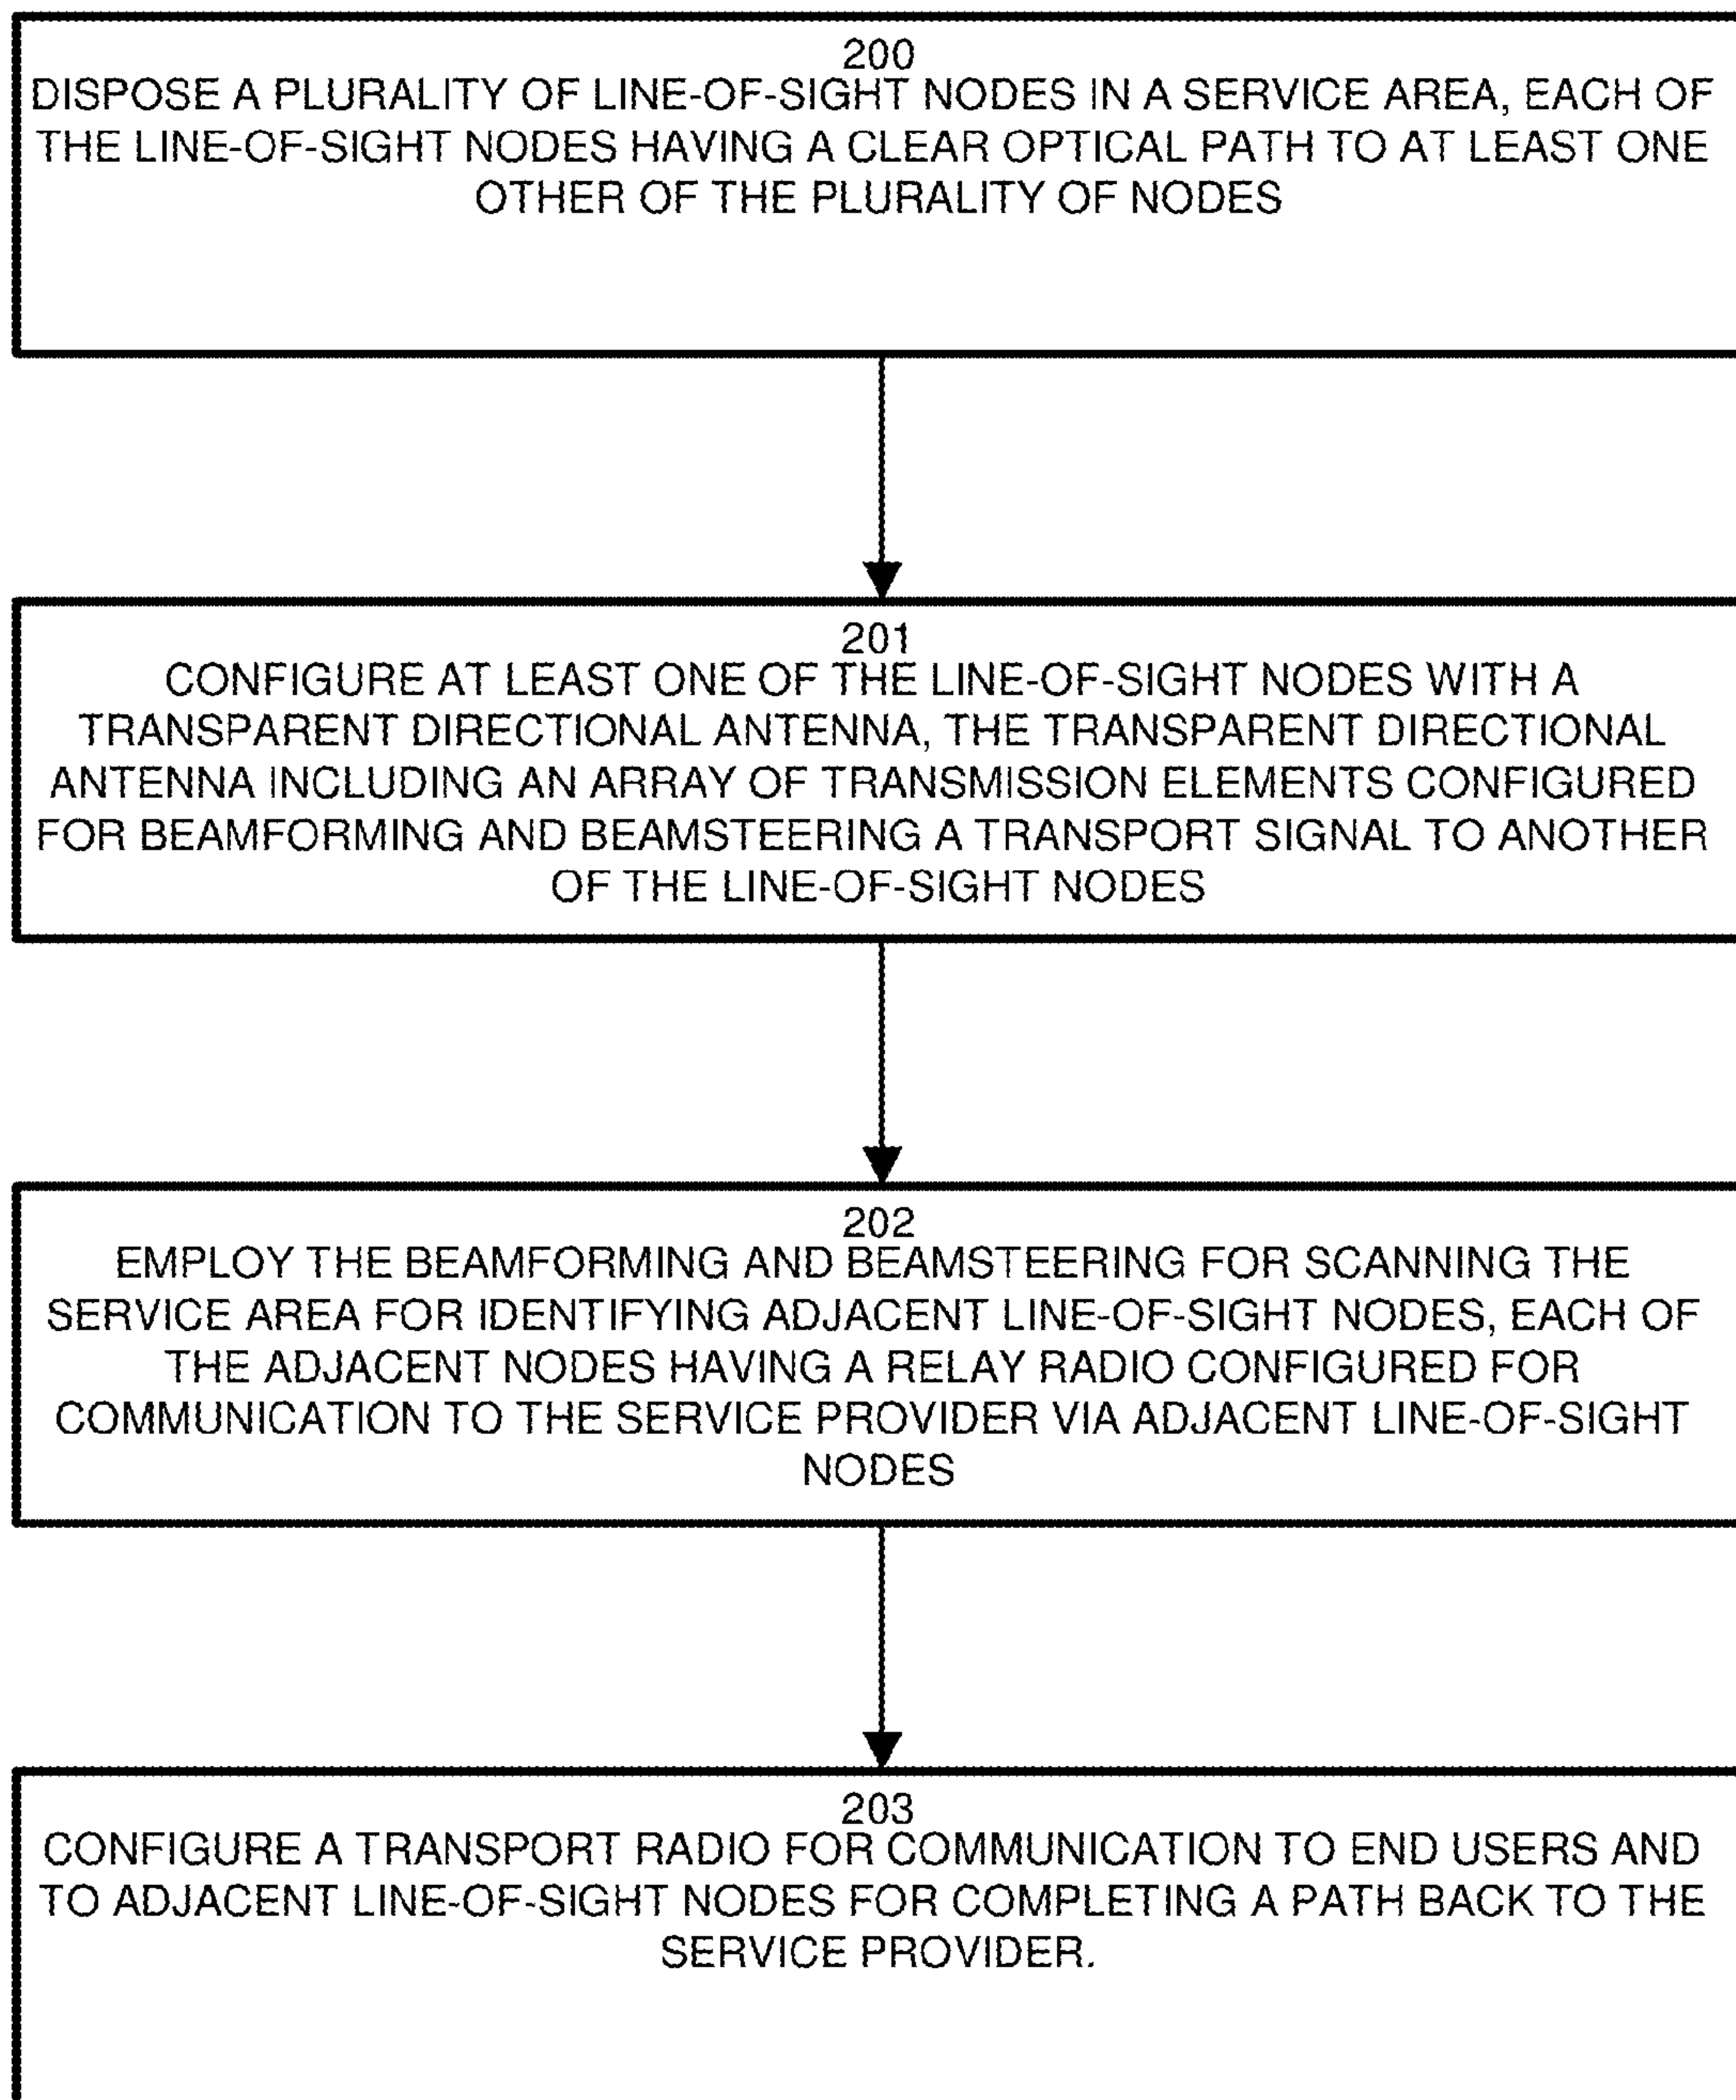 200
DISPOSE A PLURALITY OF LINE-OF-SIGHT NODES IN A SERVICE AREA, EACH OF
THE LINE-OF-SIGHT NODES HAVING A CLEAR OPTICAL PATH TO AT LEAST ONE
OTHER OF THE PLURALITY OF NODES
201
CONFIGURE AT LEAST ONE OF THE LINE-OF-SIGHT NODES WITH A
TRANSPARENT DIRECTIONAL ANTENNA, THE TRANSPARENT DIRECTIONAL
ANTENNA INCLUDING AN ARRAY OF TRANSMISSION ELEMENTS CONFIGURED
FOR BEAMFORMING AND BEAMSTEERING A TRANSPORT SIGNAL TO ANOTHER
OF THE LINE-OF-SIGHT NODES
202
EMPLOY THE BEAMFORMING AND BEAMSTEERING FOR SCANNING THE
SERVICE AREA FOR IDENTIFYING ADJACENT LINE-OF-SIGHT NODES, EACH OF
THE ADJACENT NODES HAVING A RELAY RADIO CONFIGURED FOR
COMMUNICATION TO THE SERVICE PROVIDER VIA ADJACENT LINE-OF-SIGHT
NODES
203
CONFIGURE A TRANSPORT RADIO FOR COMMUNICATION TO END USERS AND
TO ADJACENT LINE-OF-SIGHT NODES FOR COMPLETING A PATH BACK TO THE
SERVICE PROVIDER.